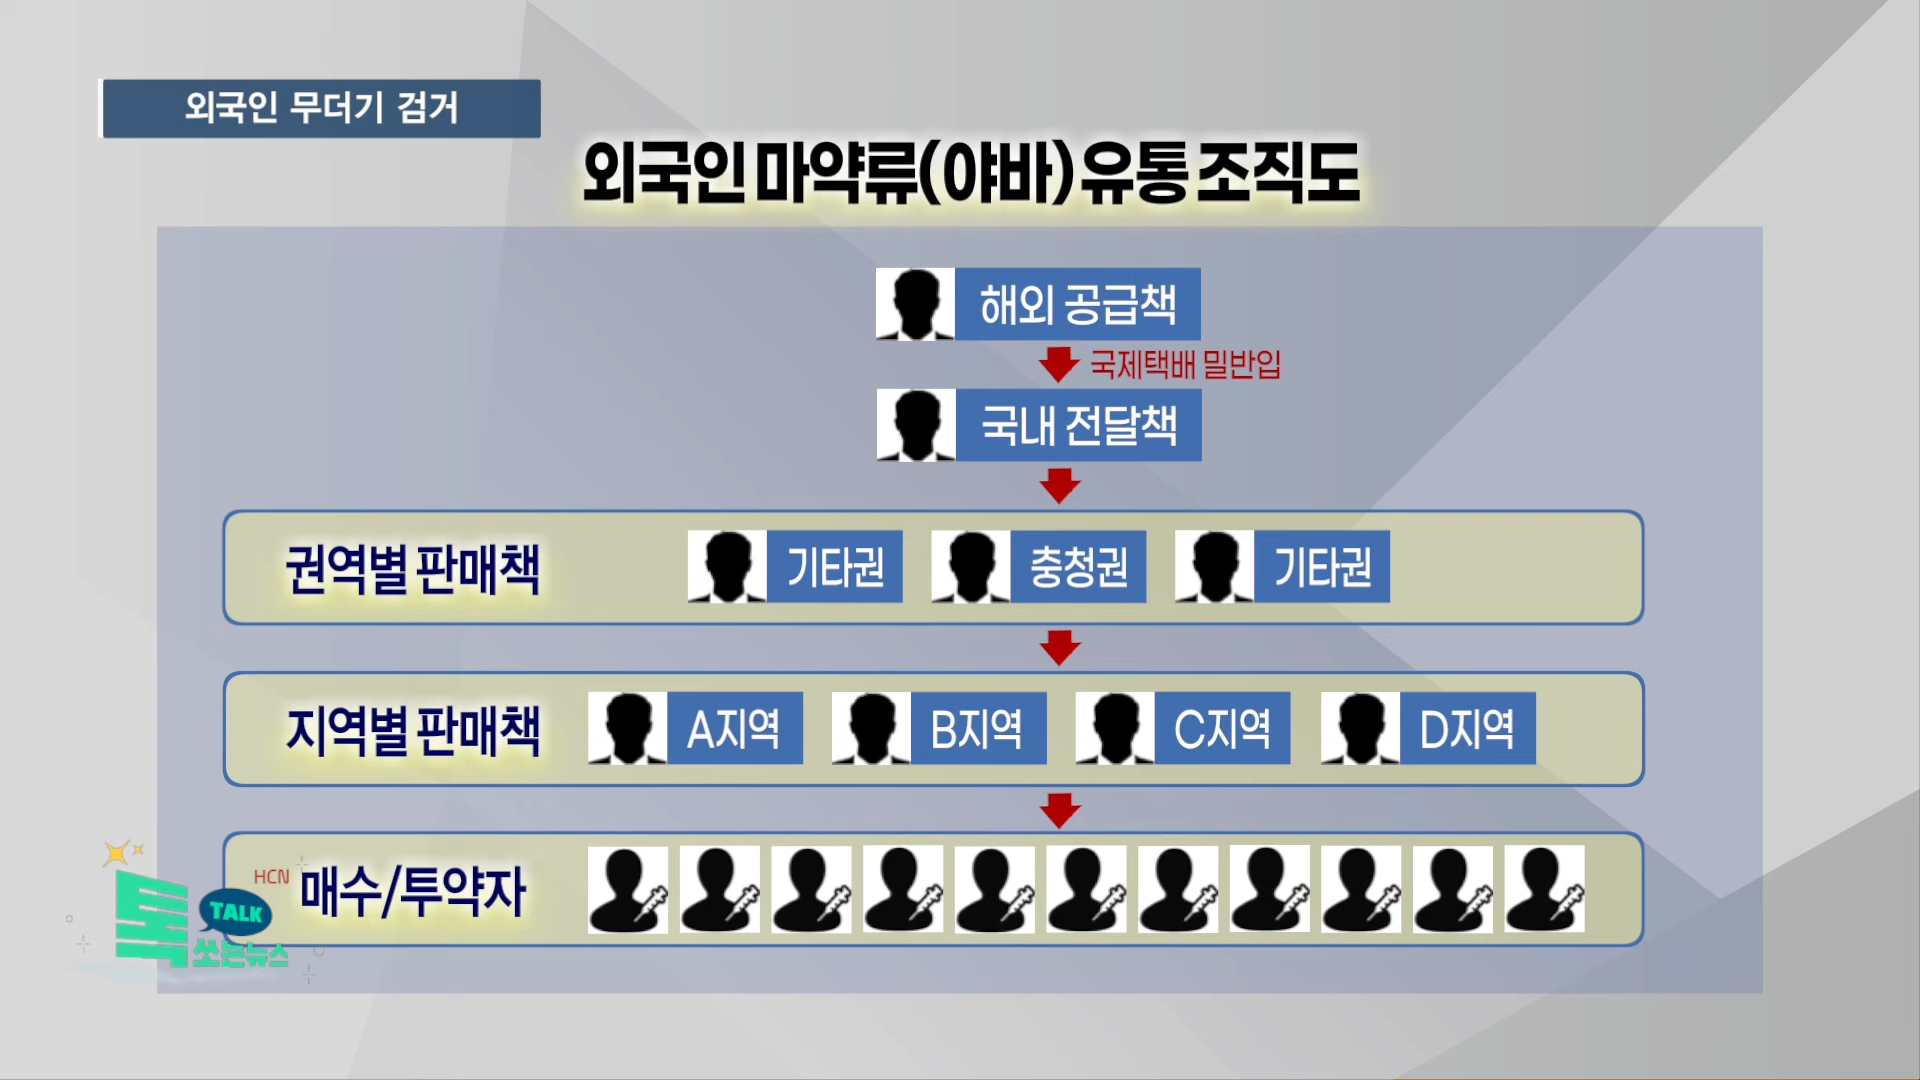 외국인 무더기 검거
외국인 마약류(야바) 유통 조직도
해외 공급책
국제택배 밀반입
국내 전달책
권역별 판매책
기타권
충청권
기타권
지역별 판매책
A지역
B지역
C지역
D지역
매수/투약자
HCN
톡
TALK
쏘는뉴스